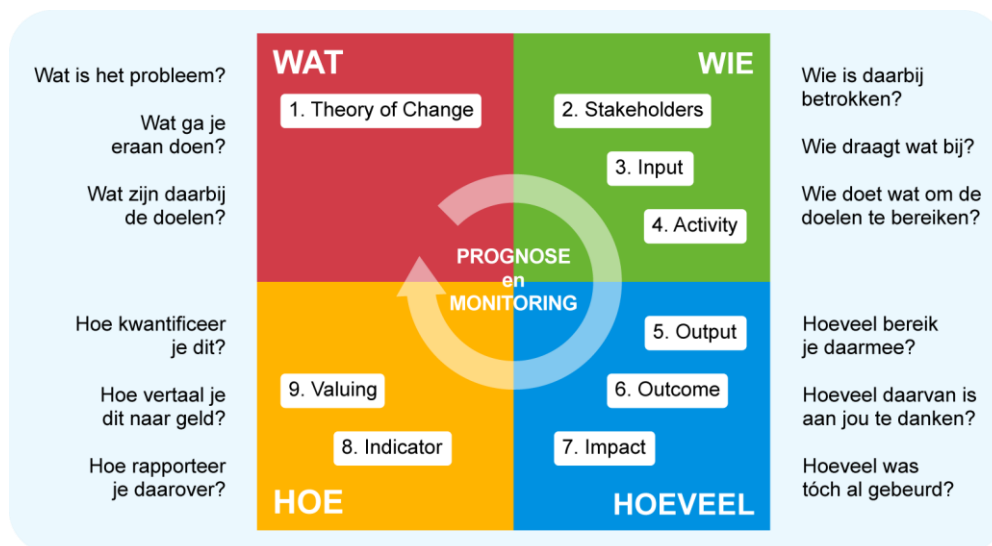 Wat is het probleem?
Wat ga je
eraan doen?
Wat zijn daarbij
de doelen?
WAT
1. Theory of Change
WIE
2. Stakeholders
3. Input
4. Activity
Wie is daarbij
betrokken?
Wie draagt wat bij?
Wie doet wat om de
doelen te bereiken?
PROGNOSE
en
MONITORING
Hoe kwantificeer
je dit?
Hoe vertaal je
dit naar geld?
Hoe rapporteer
je daarover?
9. Valuing
8. Indicator
HOE
5. Output
6. Outcome
7. Impact
HOEVEEL
Hoeveel bereik
je daarmee?
Hoeveel daarvan is
aan jou te danken?
Hoeveel was
tóch al gebeurd?